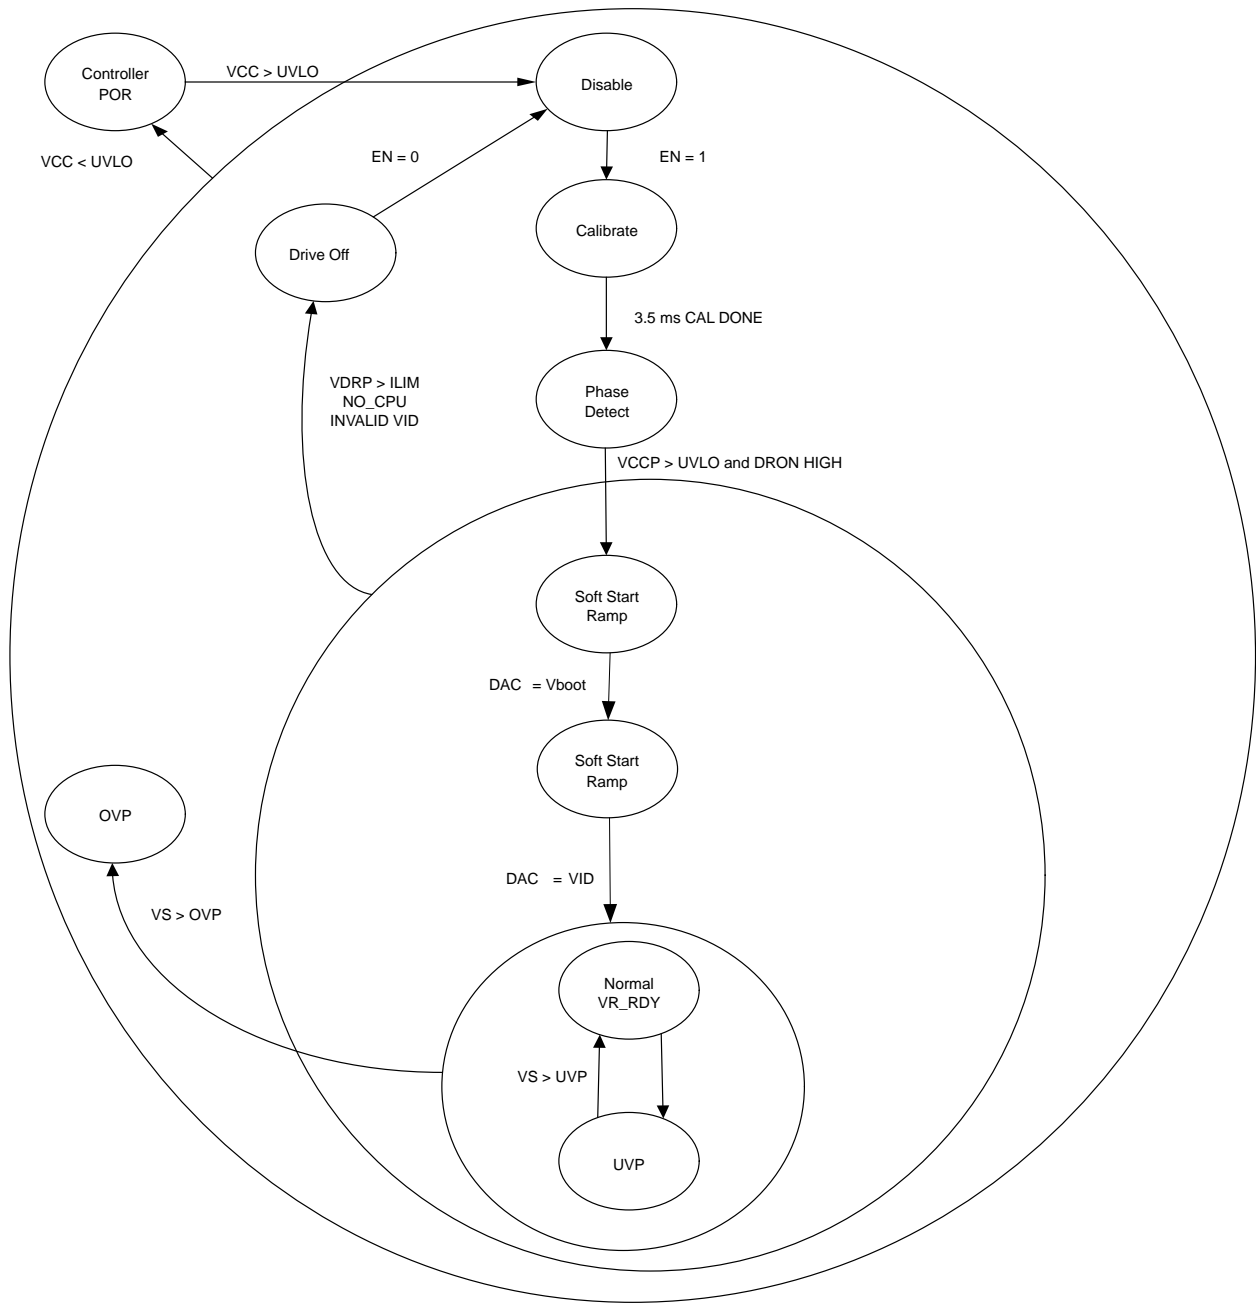 Controller
POR
VCC > UVLO
Disable
VCC < UVLO
EN = 0
EN = 1
Calibrate
Drive Off
3.5 ms CAL DONE
VDRP > ILIM
NO_CPU
INVALID VID
Phase
Detect
VCCP > UVLO and DRON HIGH
Soft Start
Ramp
DAC = Vboot
Soft Start
Ramp
OVP
DAC = VID
VS > OVP
Normal
VR_RDY
VS > UVP
UVP